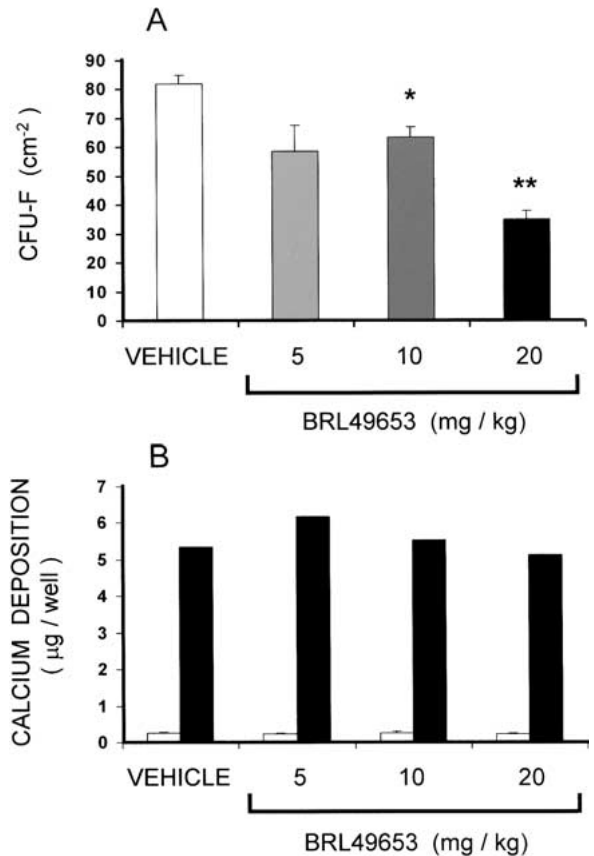 A
CFU-F (cm-2)
90
80
70
60
50
40
30
20
10
0
*
**
VEHICLE 5 10 20
BRL49653 (mg / kg)
B
CALCIUM DEPOSITION
( µg / well)
7
6
5
4
3
2
1
0
VEHICLE 5 10 20
BRL49653 (mg / kg)